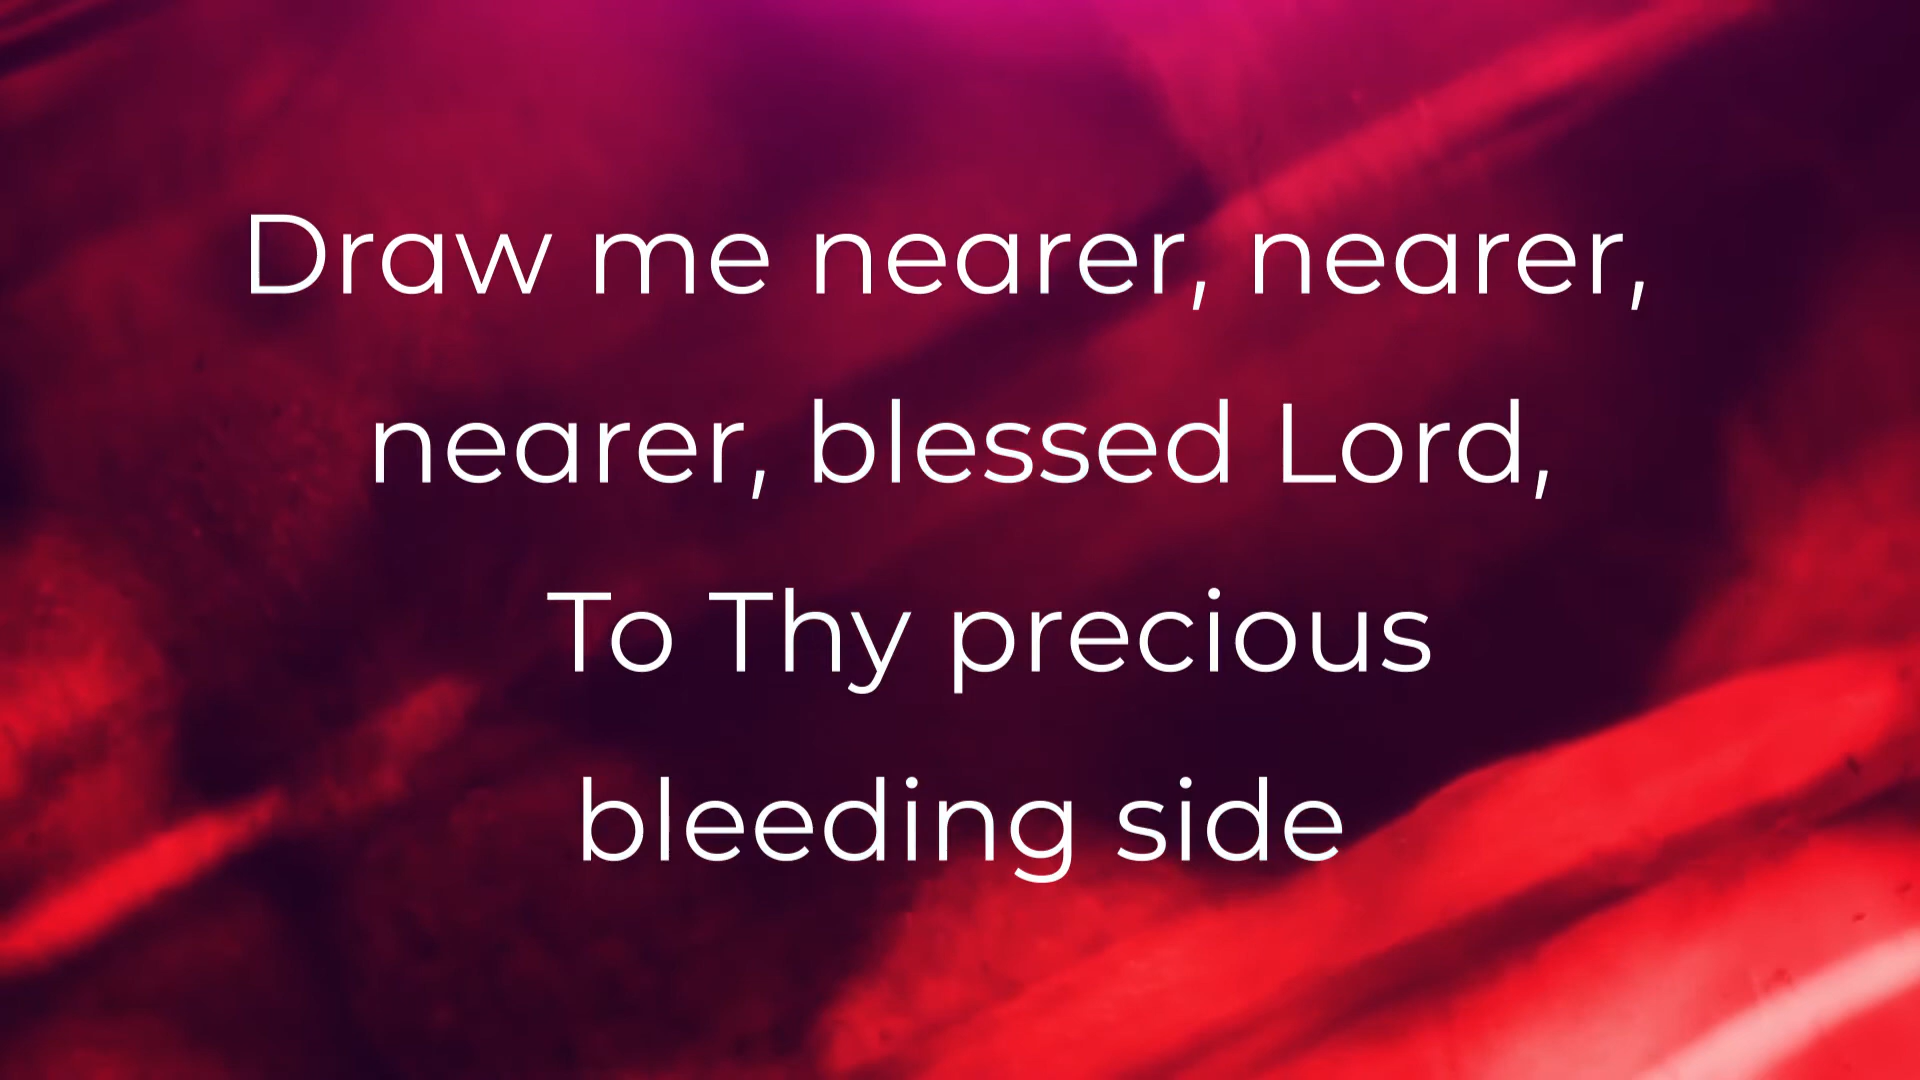 Draw me nearer, nearer,
nearer, blessed Lord,
To Thy precious
bleeding side